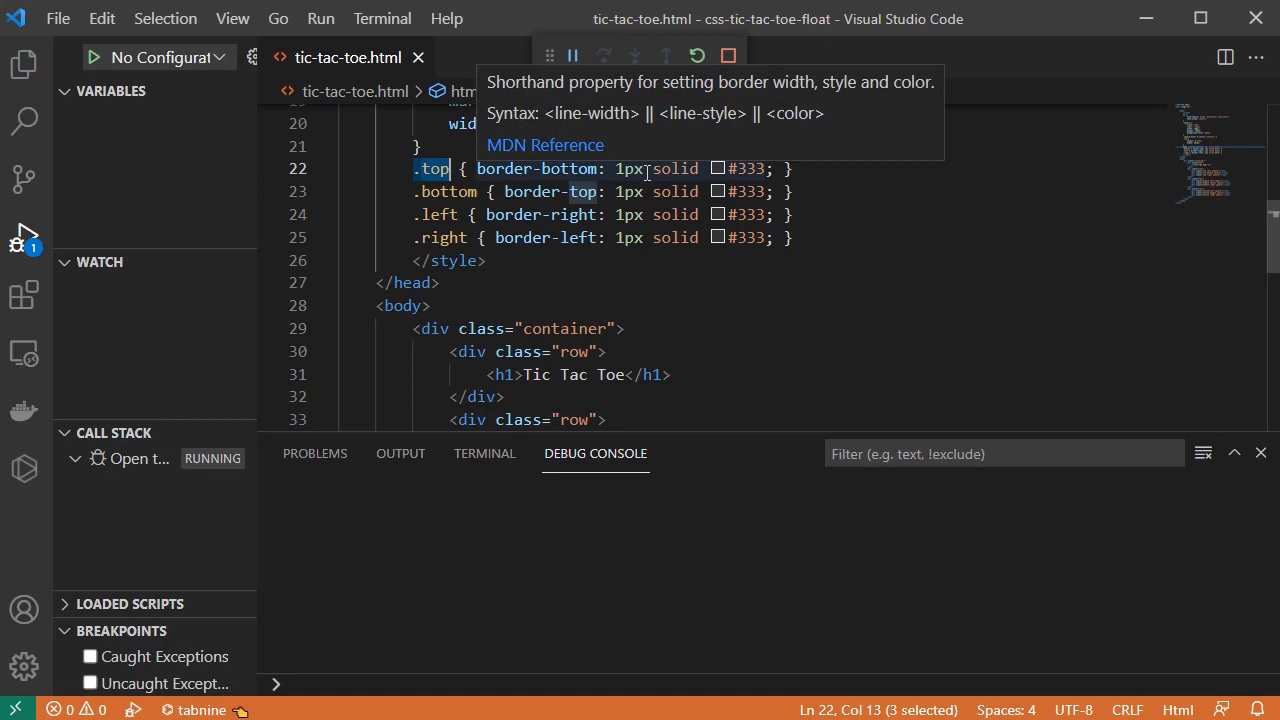 File Edit Selection View Go Run Terminal Help tic-tac-toe.html - css-tic-tac-toe-float - Visual Studio Code
No Configurat
tic-tac-toe.html
VARIABLES
tic-tac-toe.html
Shorthand property for setting border width, style and color.
Syntax: <line-width> || <line-style> || <color>
MDN Reference
20 wid
21 }
22 .top { border-bottom: 1px solid #333; }
23 .bottom { border-top: 1px solid #333; }
24 .left { border-right: 1px solid #333; }
25 .right { border-left: 1px solid #333; }
26 </style>
27 </head>
28 <body>
29 <div class="container">
30 <div class="row">
31 <h1>Tic Tac Toe</h1>
32 </div>
33 <div class="row">
1
WATCH
CALL STACK
Open t... RUNNING
LOADED SCRIPTS
BREAKPOINTS
Caught Exceptions
Uncaught Except...
PROBLEMS OUTPUT TERMINAL DEBUG CONSOLE
Filter (e.g. text, !exclude)
0 0 tabnine Ln 22, Col 13 (3 selected) Spaces: 4 UTF-8 CRLF Html